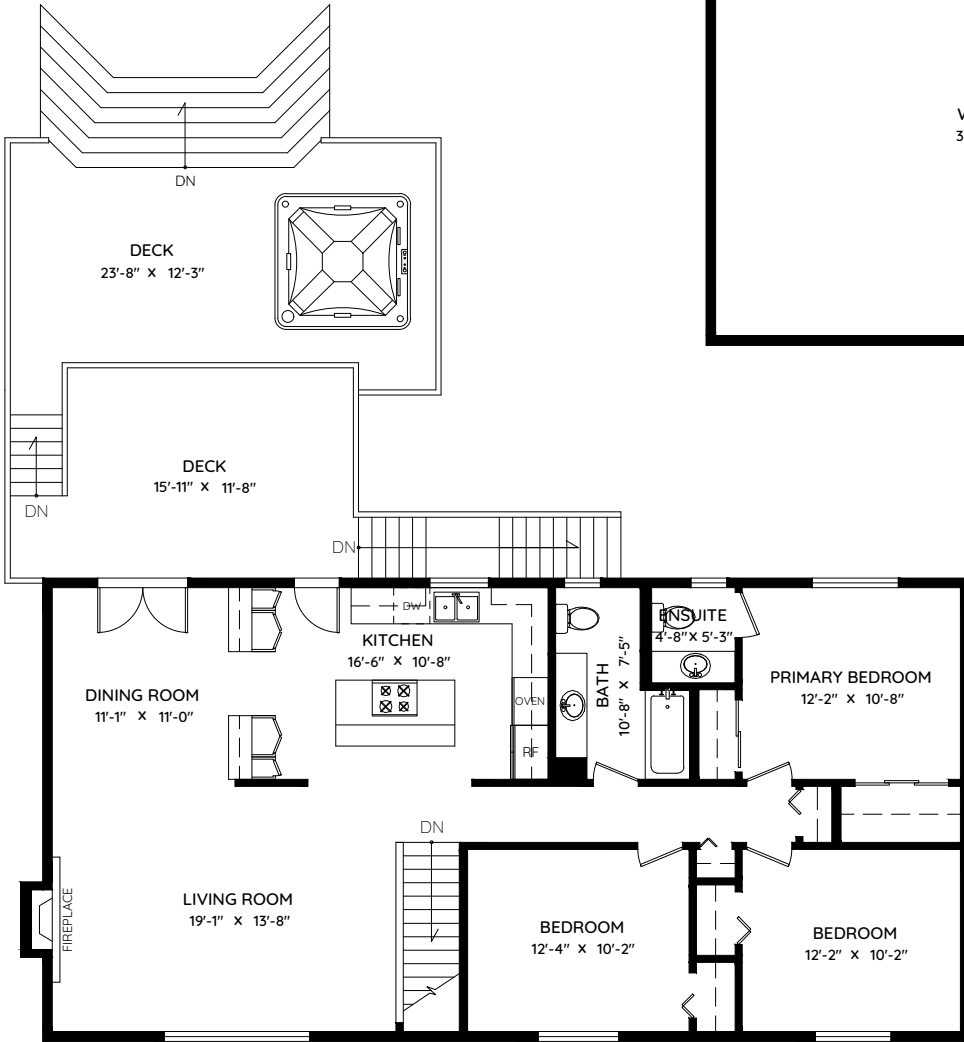 DN
DECK
23'-8" x 12'-3"
DECK
15'-11" x 11'-8"
DN
DN
DW
KITCHEN
16'-6" x 10'-8"
OVEN
RF
DINING ROOM
11'-1" x 11'-0"
BATH
10'-8" x 7'-5"
ENSUITE
4'-8" x 5'-3"
PRIMARY BEDROOM
12'-2" x 10'-8"
DN
LIVING ROOM
19'-1" x 13'-8"
FIREPLACE
BEDROOM
12'-4" x 10'-2"
BEDROOM
12'-2" x 10'-2"